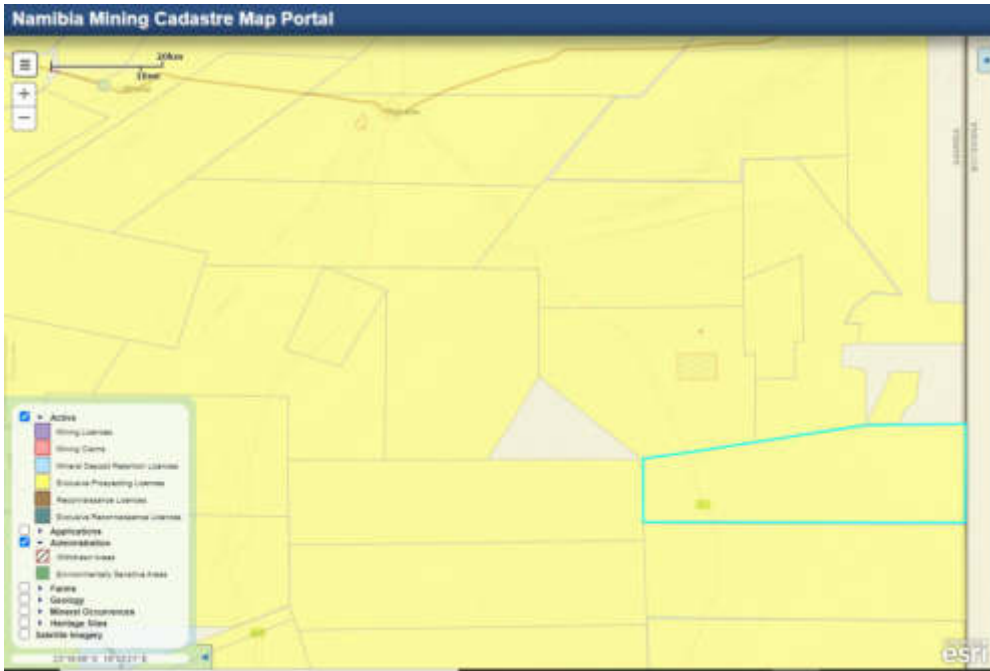 Namibia Mining Cadastre Map Portal
20km
10mi
Active
Mining Licences
Mining Claims
Mineral Deposit Retention Licences
Exclusive Prospecting Licences
Reconnaissance Licences
Exclusive Reconnaissance Licences
Applications
Administration
Withdrawn Areas
Environmentally Sensitive Areas
Farms
Geology
Mineral Occurrences
Heritage Sites
Satellite Imagery
esri